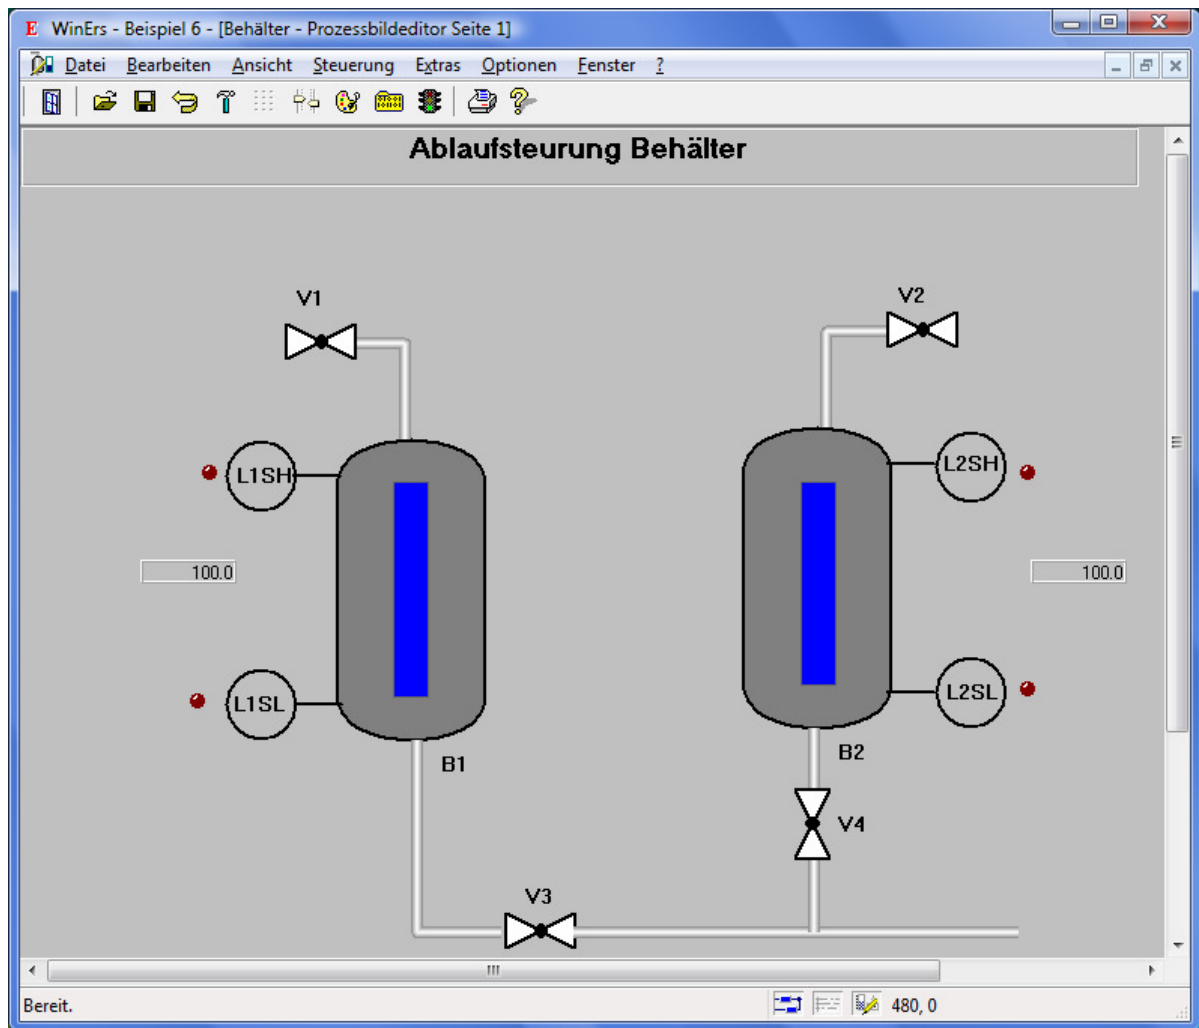 E WinErs - Beispiel 6 - [Behälter - Prozessbildeditor Seite 1]
Datei Bearbeiten Ansicht Steuerung Extras Optionen Fenster ?
Ablaufsteurung Behälter
V1
V2
L1SH
L2SH
100.0
100.0
L1SL
L2SL
B1
B2
V4
V3
Bereit.
480, 0